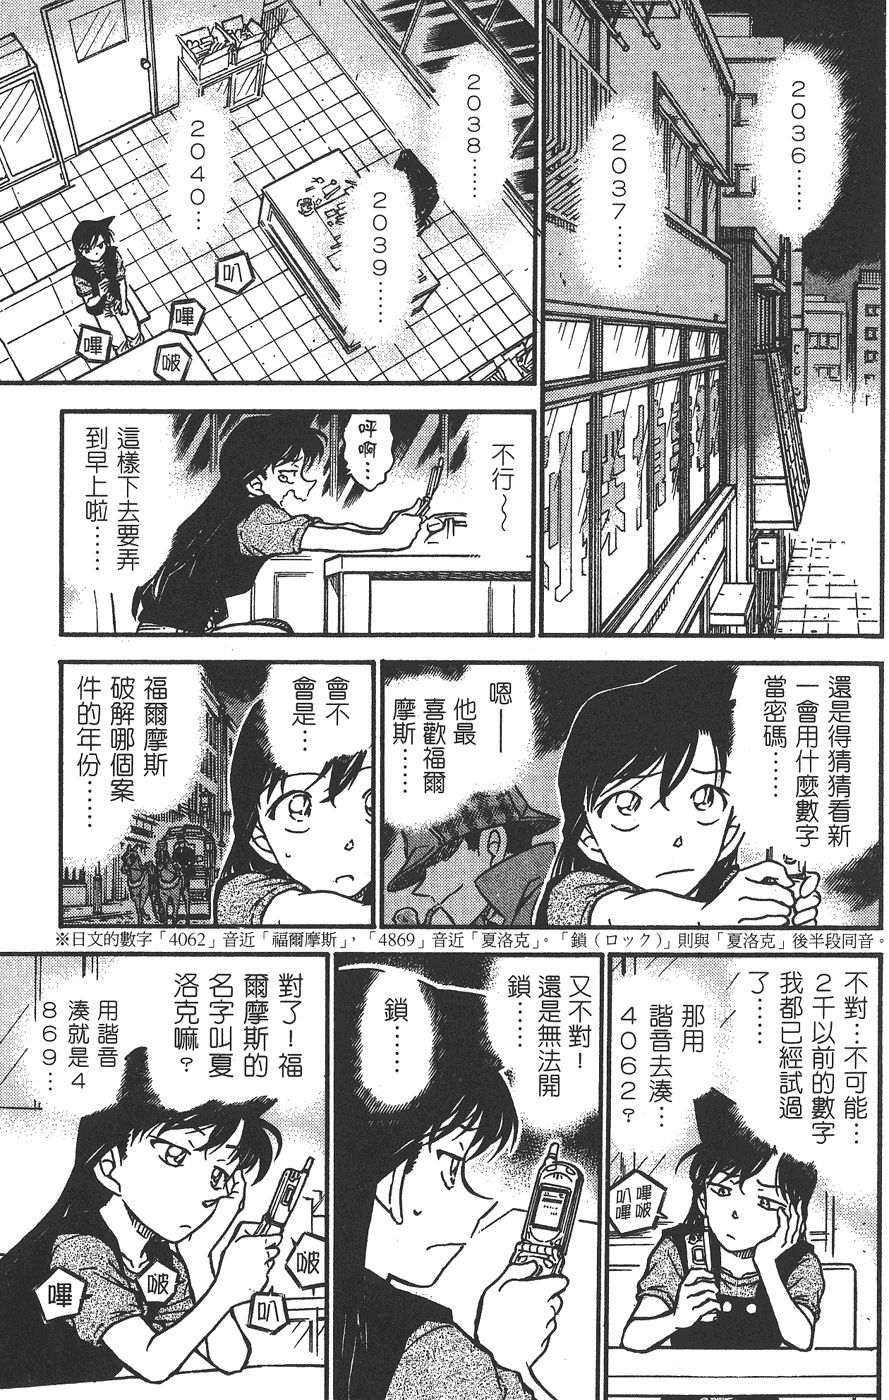 2036……
2037……
2038……
2039……
2040……
叭
嗶
嗶
啵
不行～
呼啊…
這樣下去要弄
到早上啦……
還是得猜猜看新
一會用什麼數字
當密碼……
嗯—
他最
喜歡福爾
摩斯……
會不
會是…
福爾摩斯
破解哪個案
件的年份……
※日文的數字「4062」音近「福爾摩斯」，「4869」音近「夏洛克」。「鎖（ロック）」則與「夏洛克」後半段同音。
不對…不可能…
2千以前的數字
我都已經試過
了……
那用
諧音去湊…
4062？
嗶啵
叭嗶
又不對！
還是無法開
鎖……
鎖……
對了！福
爾摩斯的
名字叫夏
洛克嘛？
用諧音
湊就是4
869…
啵
叭
啵
嗶